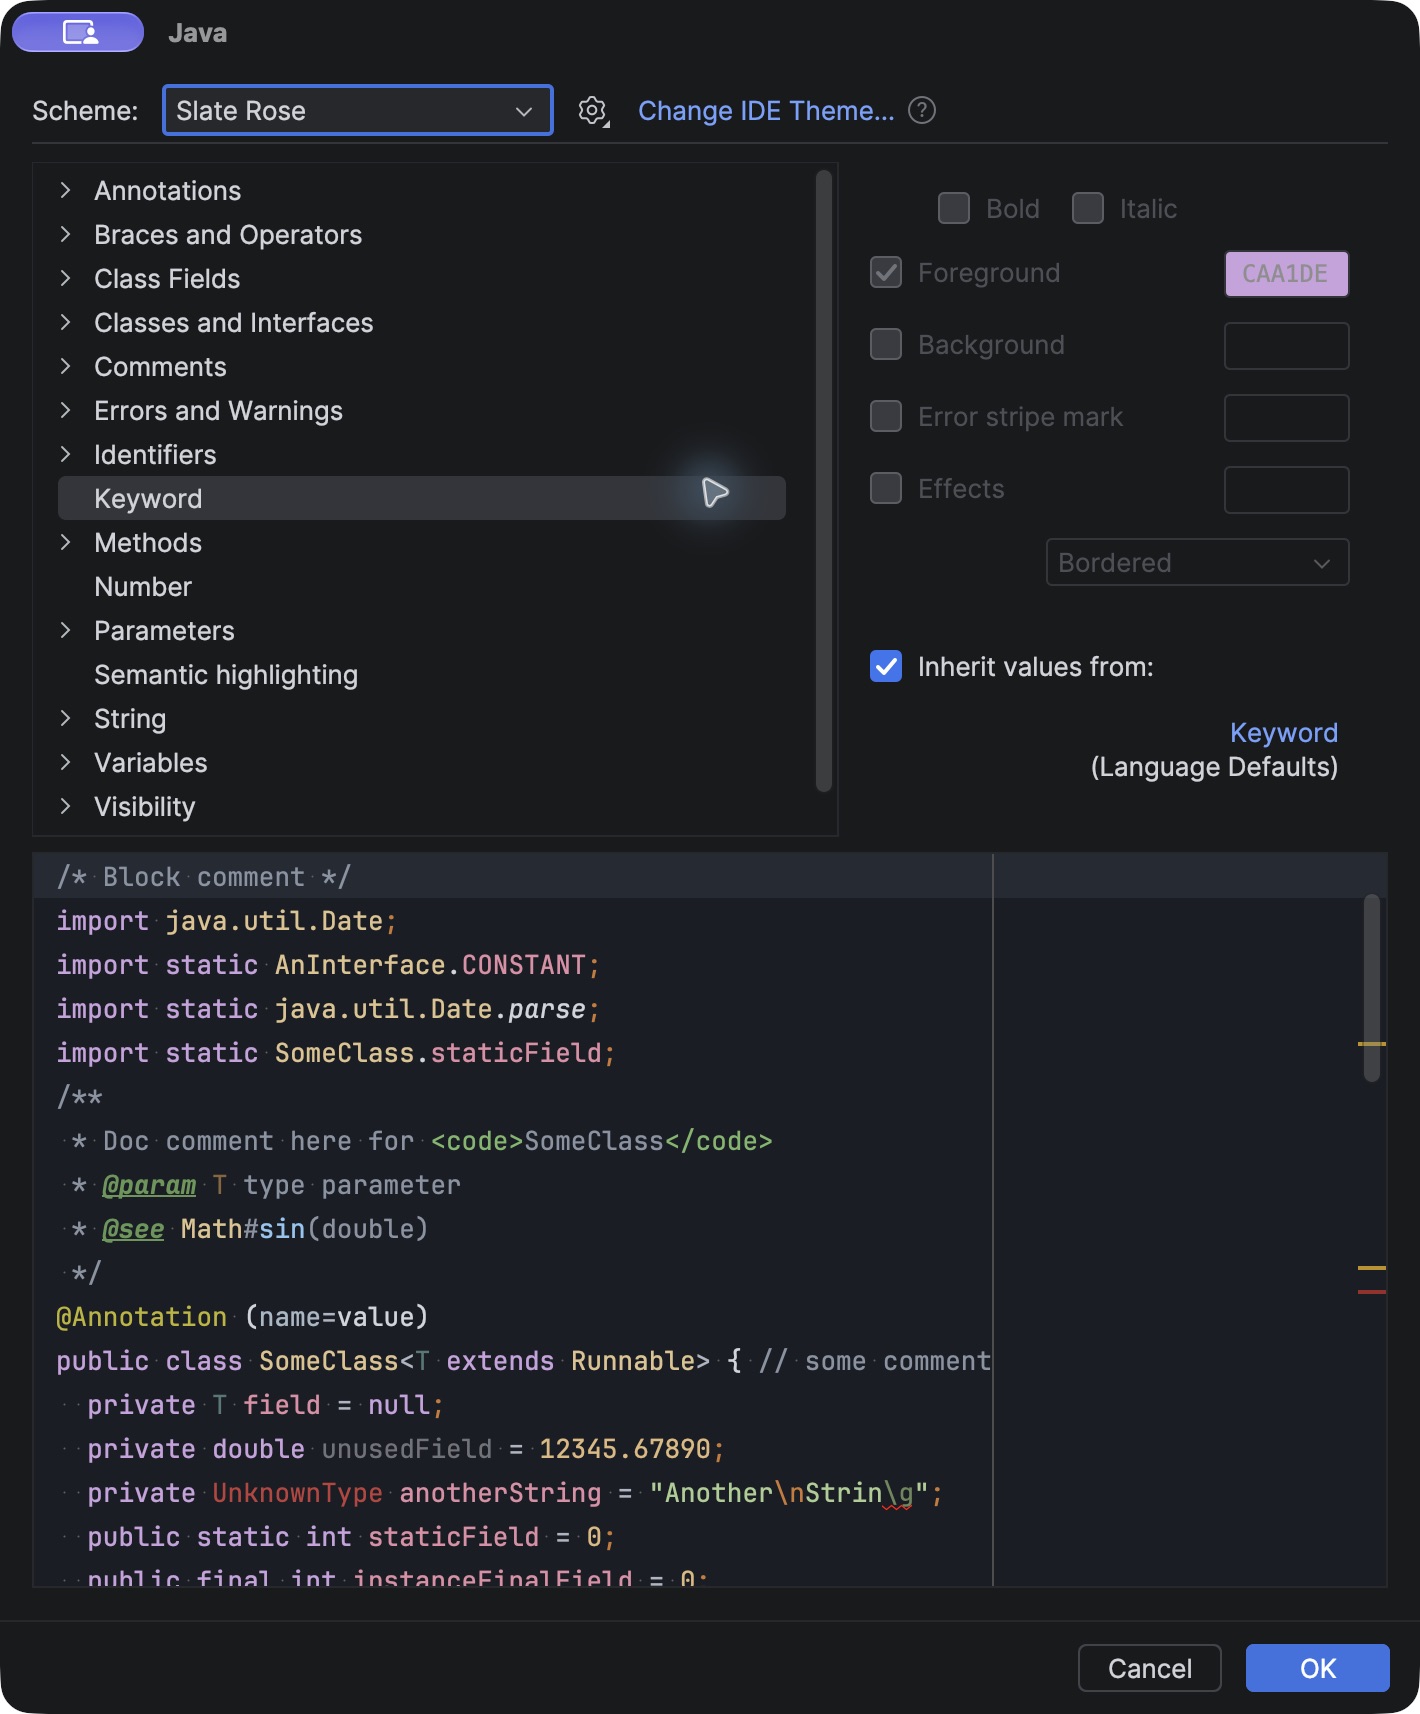 Java
Scheme: Slate Rose Change IDE Theme... ?
Annotations
Braces and Operators
Class Fields
Classes and Interfaces
Comments
Errors and Warnings
Identifiers
Keyword
Methods
Number
Parameters
Semantic highlighting
String
Variables
Visibility
Bold Italic
Foreground CAA1DE
Background
Error stripe mark
Effects
Bordered
Inherit values from:
Keyword
(Language Defaults)
/* Block comment */
import java.util.Date;
import static AnInterface.CONSTANT;
import static java.util.Date.parse;
import static SomeClass.staticField;
/**
 * Doc comment here for <code>SomeClass</code>
 * @param T type parameter
 * @see Math#sin(double)
 */
@Annotation (name=value)
public class SomeClass<T extends Runnable> { // some comment
  private T field = null;
  private double unusedField = 12345.67890;
  private UnknownType anotherString = "Another\nStrin\g";
  public static int staticField = 0;
  public final int instanceFinalField = 0;
Cancel OK